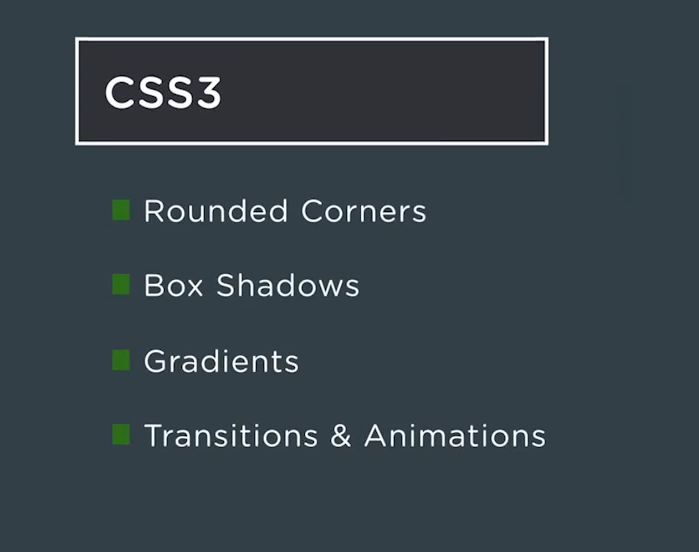 CSS3
Rounded Corners
Box Shadows
Gradients
Transitions & Animations